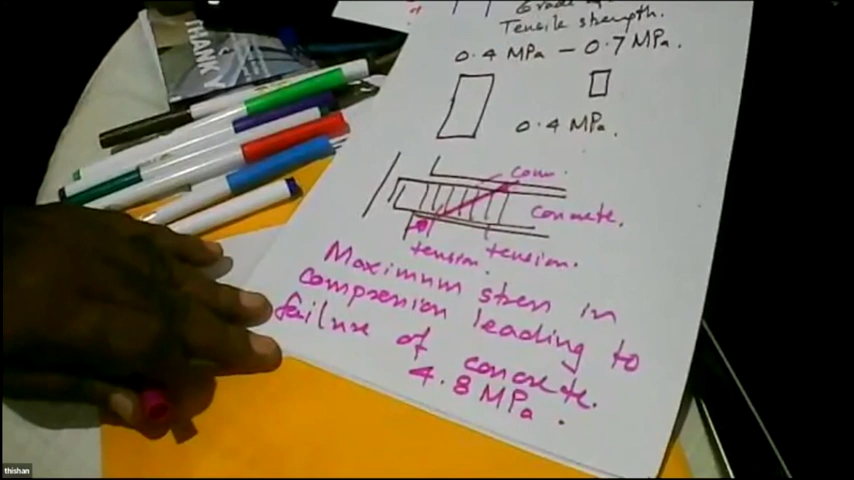 THANK Y
Tensile strength.
0.4 MPa - 0.7 MPa.
0.4 MPa.
com.
Concrete.
tension. tension.
Maximum stress in
compression leading to
failure of concrete.
4.8 MPa.
thishan